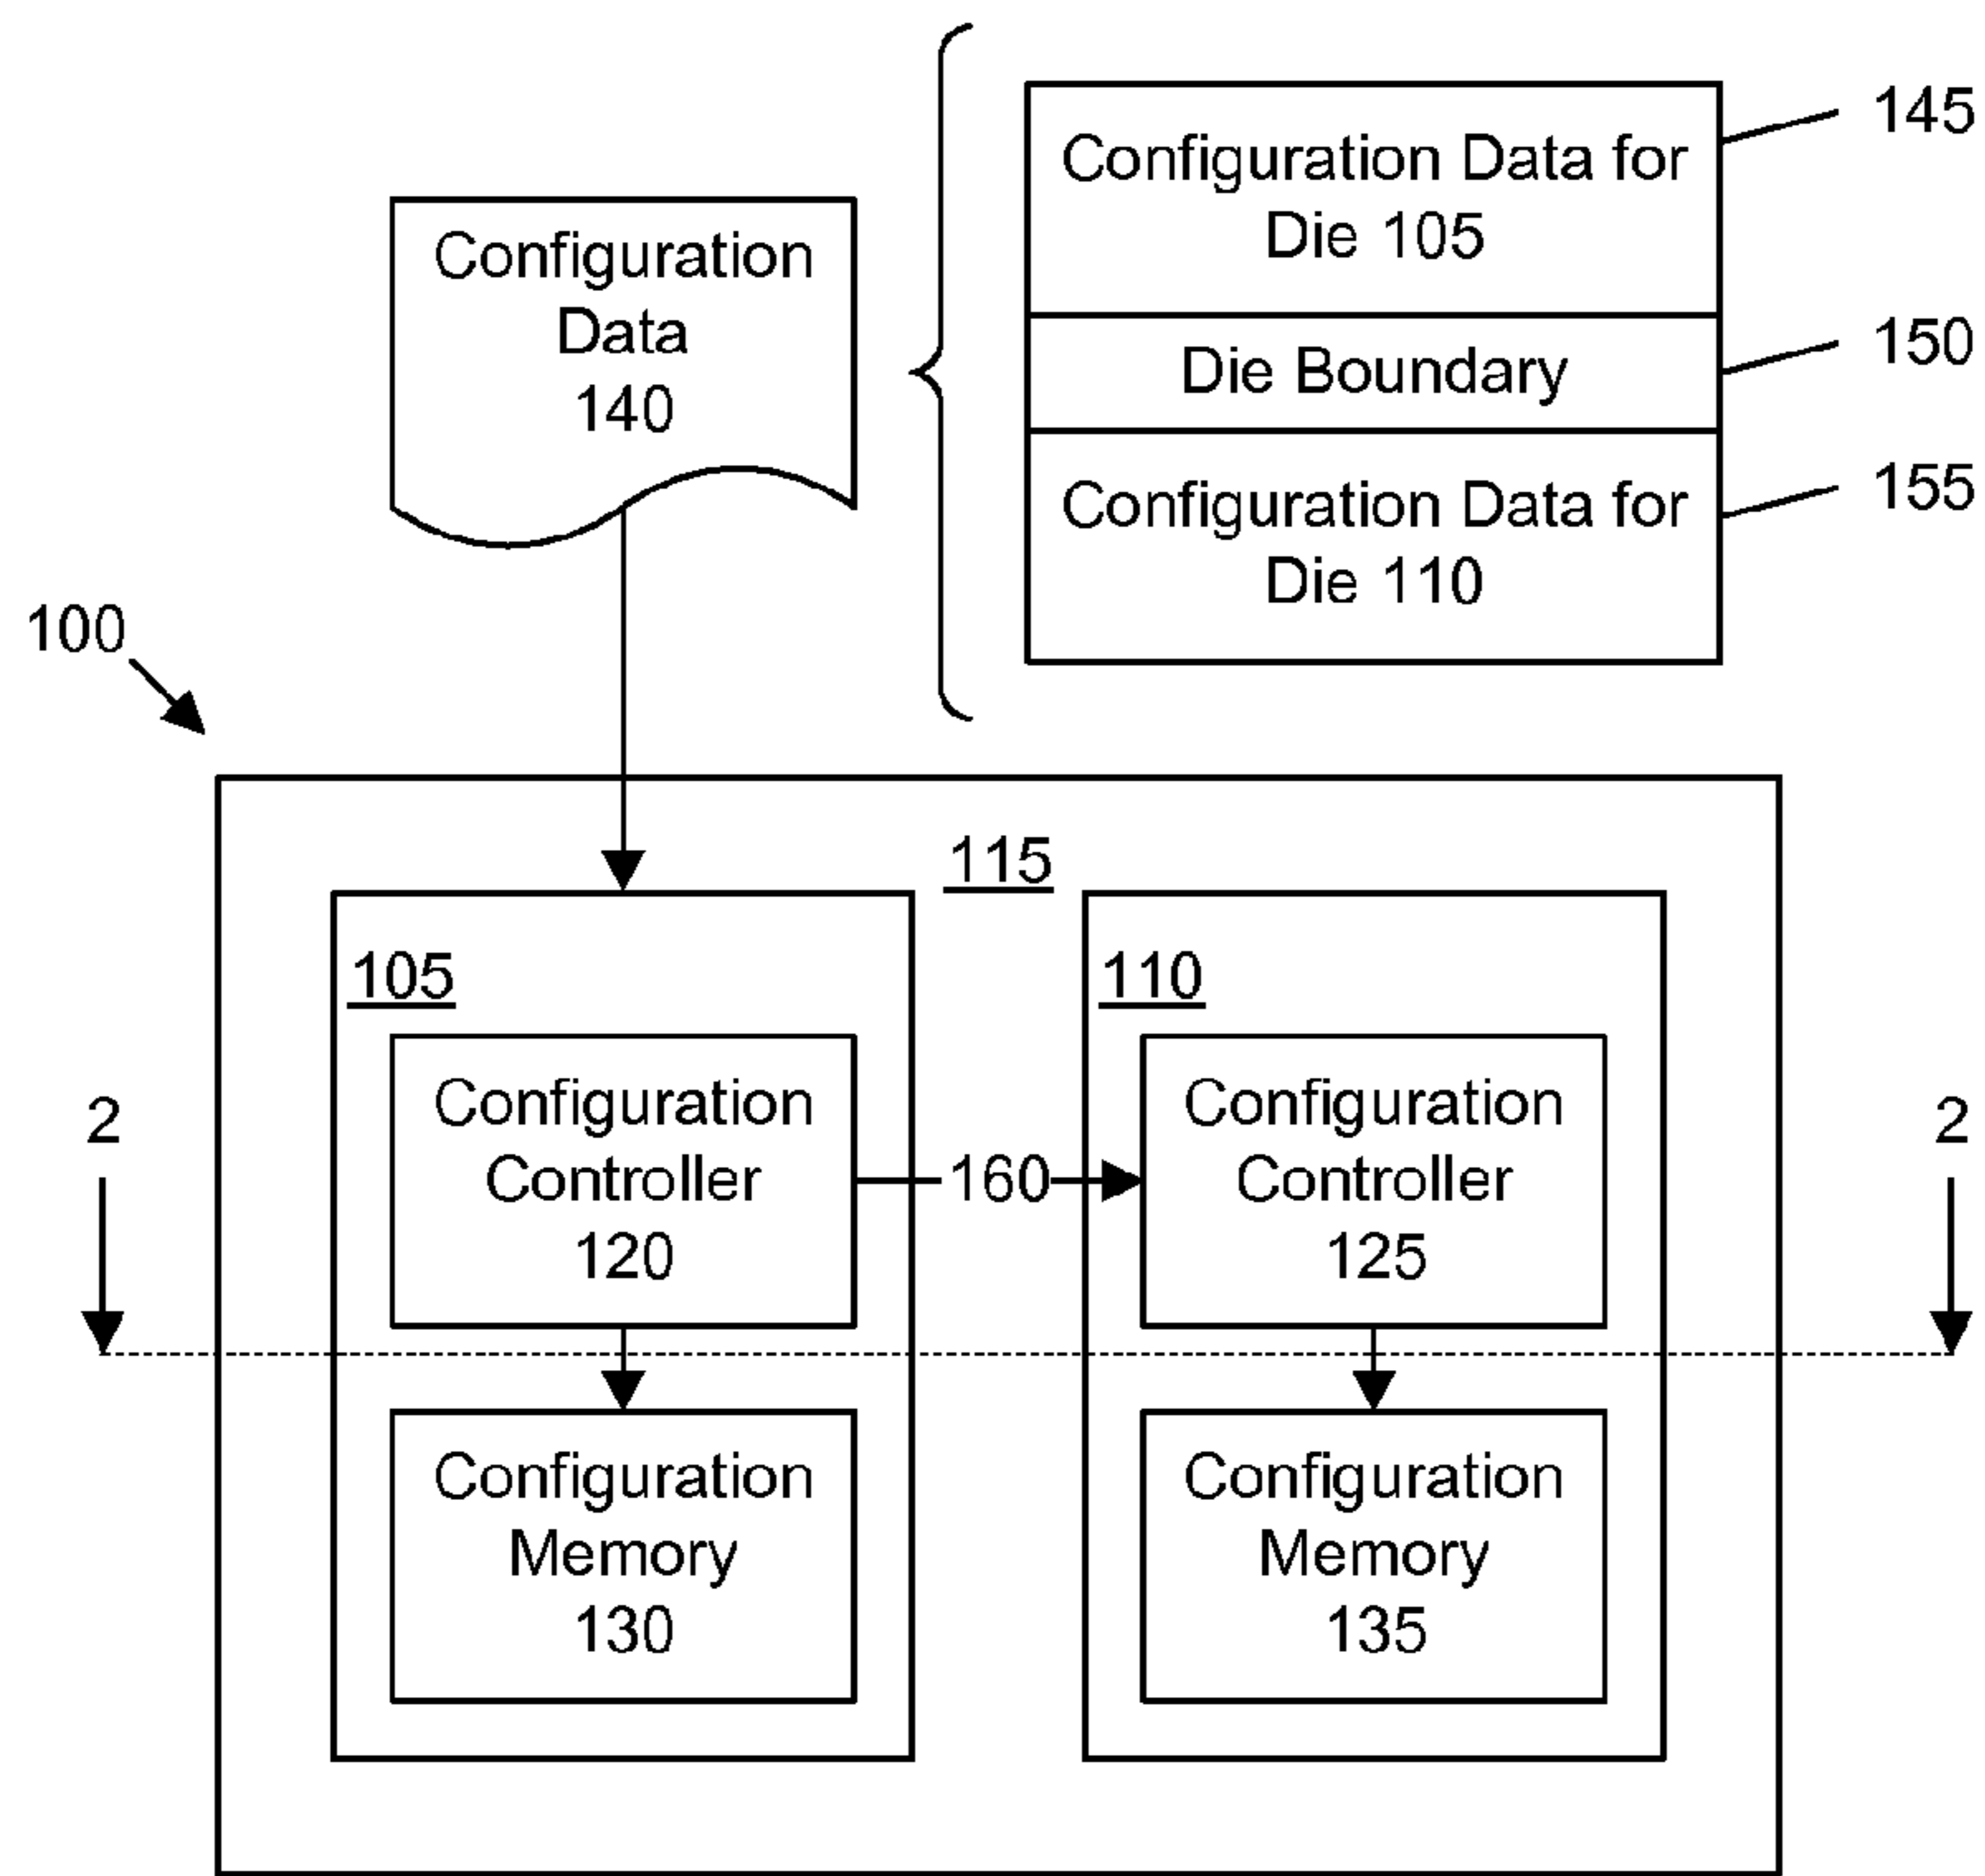 Configuration
Data
140
Configuration Data for
Die 105
145
Die Boundary
150
Configuration Data for
Die 110
155
100
115
105
110
Configuration
Controller
120
160
Configuration
Controller
125
2
2
Configuration
Memory
130
Configuration
Memory
135